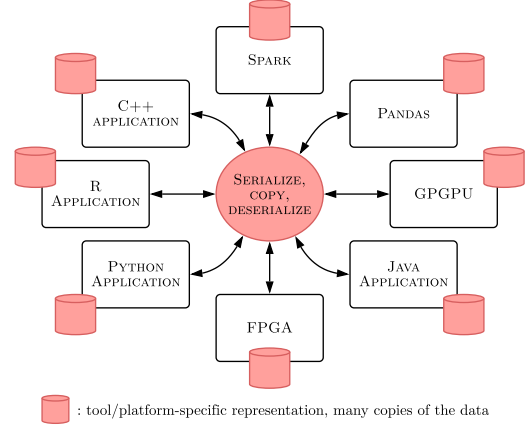 Spark
C++
application
Pandas
Serialize,
copy,
deserialize
R
Application
GPGPU
Python
Application
Java
Application
FPGA
: tool/platform-specific representation, many copies of the data